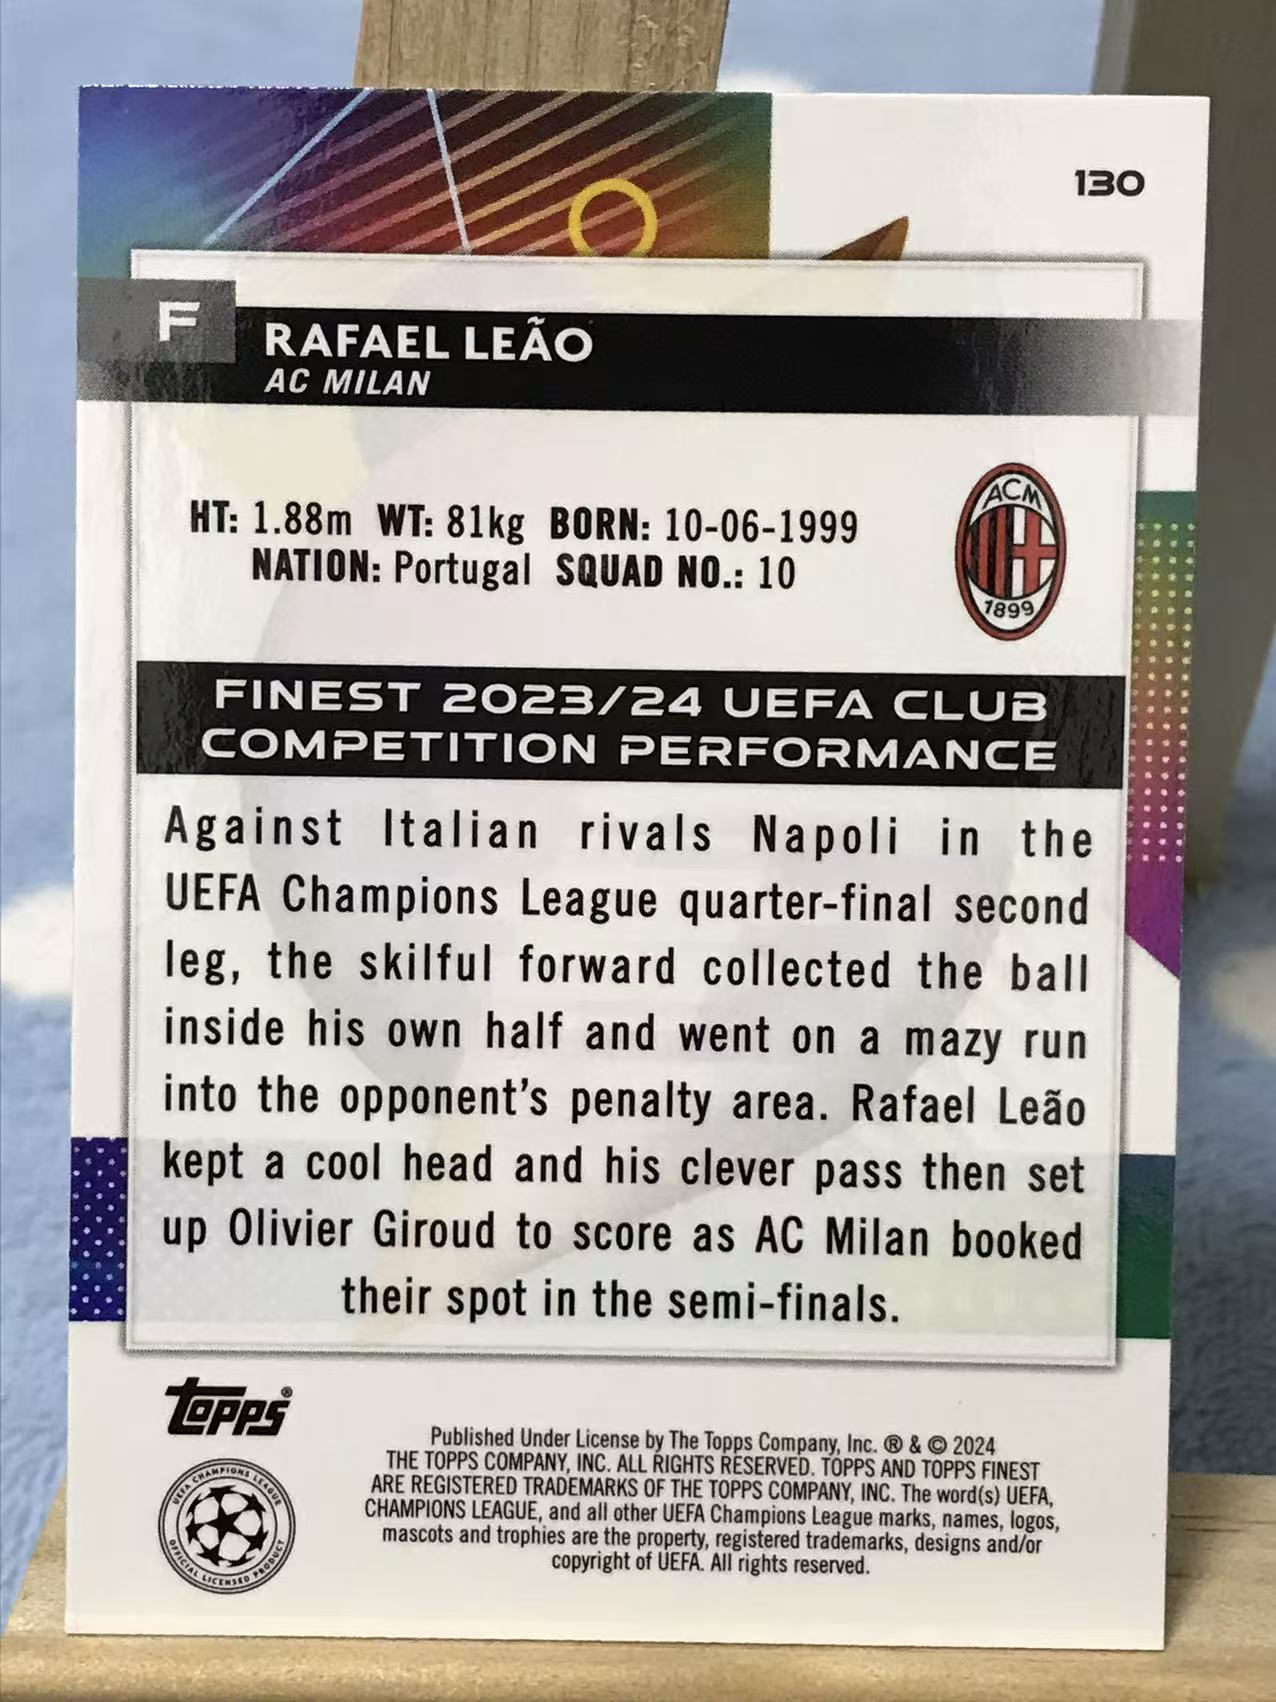 130
F
RAFAEL LEÃO
AC MILAN
HT: 1.88m WT: 81kg BORN: 10-06-1999
NATION: Portugal SQUAD NO.: 10
ACM
1899
FINEST 2023/24 UEFA CLUB
COMPETITION PERFORMANCE
Against Italian rivals Napoli in the
UEFA Champions League quarter-final second
leg, the skilful forward collected the ball
inside his own half and went on a mazy run
into the opponent's penalty area. Rafael Leão
kept a cool head and his clever pass then set
up Olivier Giroud to score as AC Milan booked
their spot in the semi-finals.
topps®
UEFA CHAMPIONS LEAGUE
OFFICIAL LICENSED PRODUCT
Published Under License by The Topps Company, Inc. ® & © 2024
THE TOPPS COMPANY, INC. ALL RIGHTS RESERVED. TOPPS AND TOPPS FINEST
ARE REGISTERED TRADEMARKS OF THE TOPPS COMPANY, INC. The word(s) UEFA,
CHAMPIONS LEAGUE, and all other UEFA Champions League marks, names, logos,
mascots and trophies are the property, registered trademarks, designs and/or
copyright of UEFA. All rights reserved.